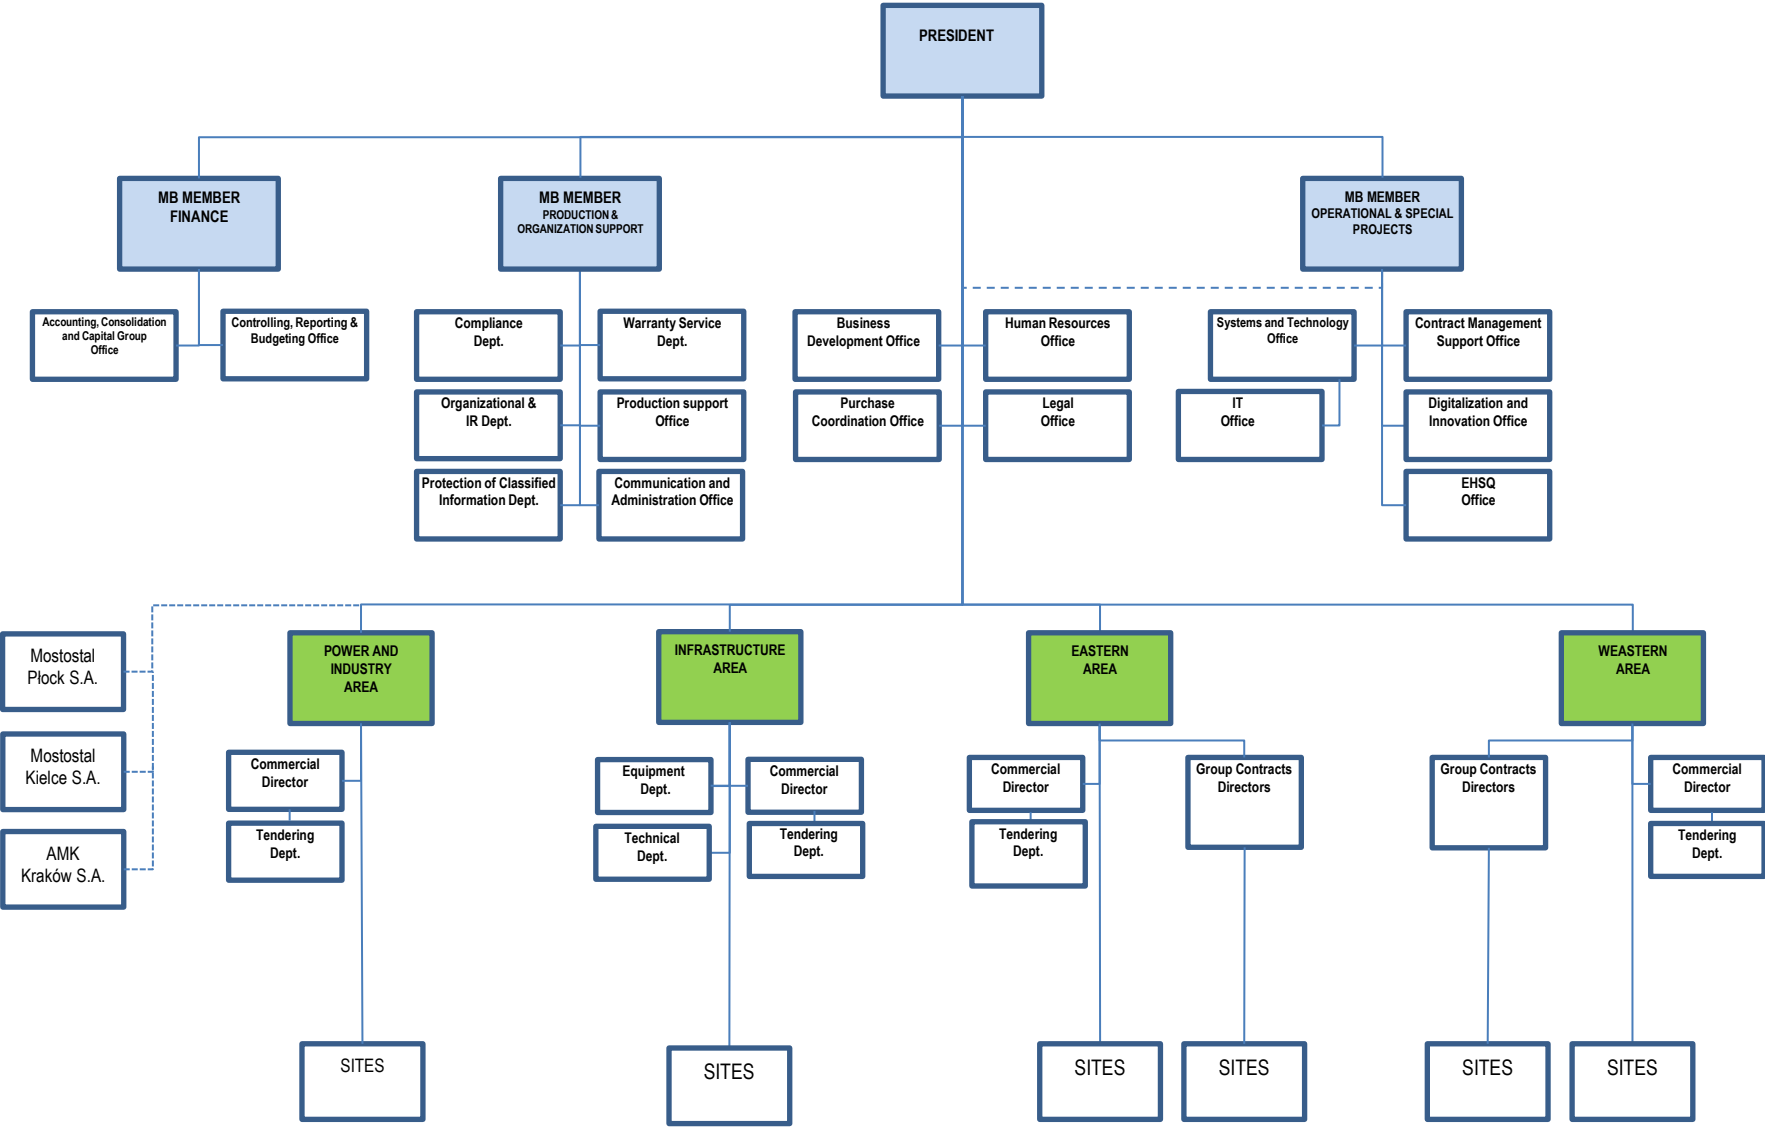 PRESIDENT
MB MEMBER
FINANCE
MB MEMBER
PRODUCTION &
ORGANIZATION SUPPORT
MB MEMBER
OPERATIONAL & SPECIAL
PROJECTS
Accounting, Consolidation
and Capital Group
Office
Controlling, Reporting &
Budgeting Office
Compliance
Dept.
Warranty Service
Dept.
Business
Development Office
Human Resources
Office
Systems and Technology
Office
Contract Management
Support Office
Organizational &
IR Dept.
Production support
Office
Purchase
Coordination Office
Legal
Office
IT
Office
Digitalization and
Innovation Office
Protection of Classified
Information Dept.
Communication and
Administration Office
EHSQ
Office
Mostostal
Płock S.A.
Mostostal
Kielce S.A.
AMK
Kraków S.A.
POWER AND
INDUSTRY
AREA
INFRASTRUCTURE
AREA
EASTERN
AREA
WEASTERN
AREA
Commercial
Director
Tendering
Dept.
Equipment
Dept.
Commercial
Director
Technical
Dept.
Tendering
Dept.
Commercial
Director
Group Contracts
Directors
Tendering
Dept.
Group Contracts
Directors
Commercial
Director
Tendering
Dept.
SITES
SITES
SITES
SITES
SITES
SITES